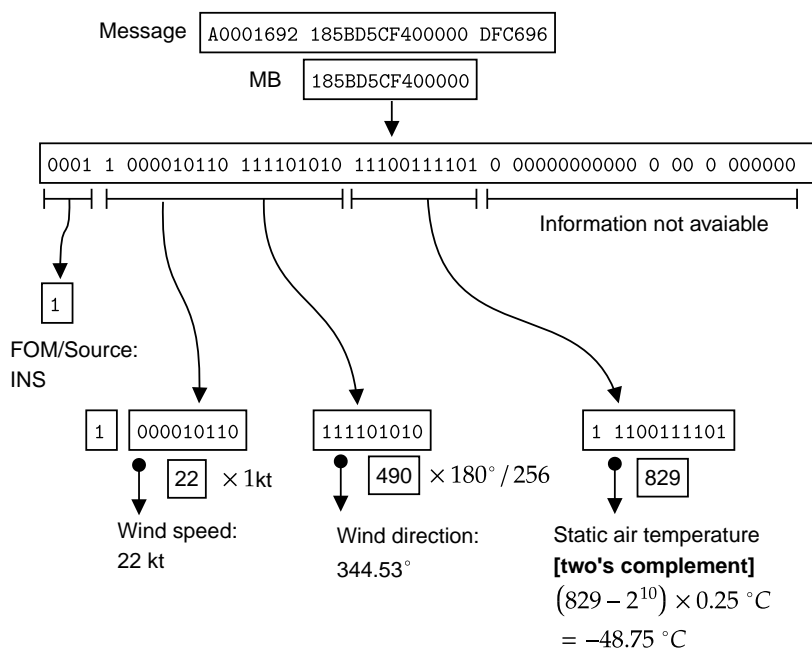 Message A0001692 185BD5CF400000 DFC696
MB 185BD5CF400000
0001 1 000010110 111101010 11100111101 0 00000000000 0 00 0 000000
Information not avaiable
1
FOM/Source:
INS
1 000010110 111101010 1 1100111101
22 × 1kt 490 × 180° / 256 829
Wind speed:
22 kt
Wind direction:
344.53°
Static air temperature
[two's complement]
(829 − 2^10) × 0.25 °C
= −48.75 °C